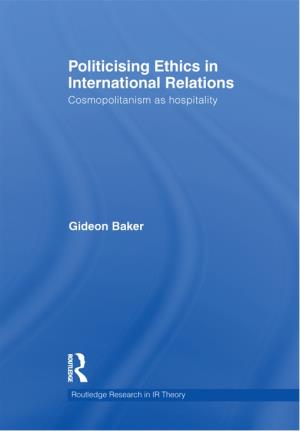 Politicising Ethics in
International Relations
Cosmopolitanism as hospitality
Gideon Baker
ROUTLEDGE
Routledge Research in IR Theory